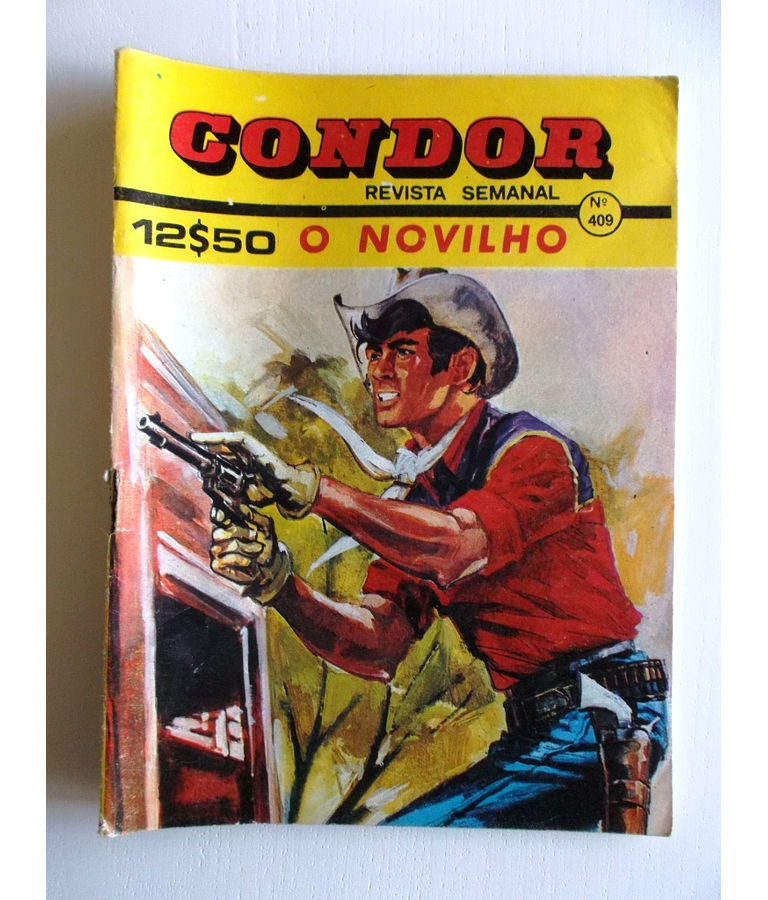 CONDOR
REVISTA SEMANAL
Nº
409
12$50 O NOVILHO